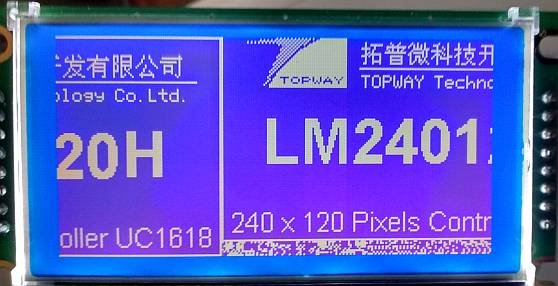 发有限公司
ology Co.Ltd.
20H
oller UC1618
TOPWAY
拓普微科技开
TOPWAY Techno
LM2401
240 x 120 Pixels Contr